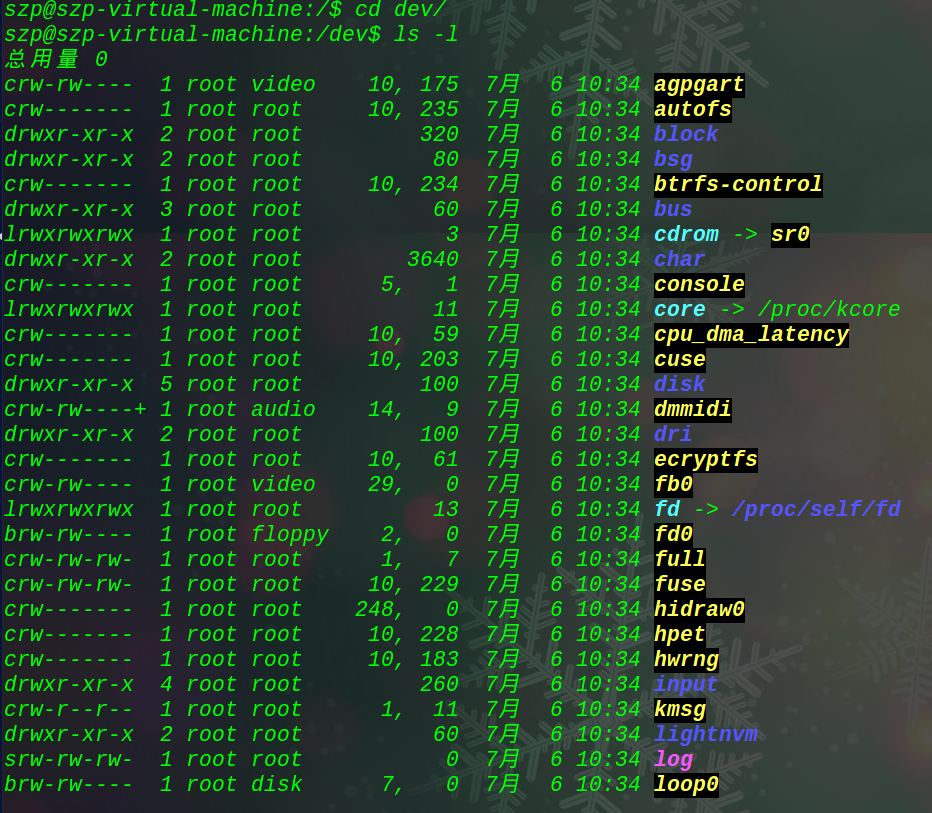 szp@szp-virtual-machine:/$ cd dev/
szp@szp-virtual-machine:/dev$ ls -l
总用量 0
crw-rw----  1 root video    10, 175  7月   6 10:34 agpgart
crw-------  1 root root     10, 235  7月   6 10:34 autofs
drwxr-xr-x  2 root root         320  7月   6 10:34 block
drwxr-xr-x  2 root root          80  7月   6 10:34 bsg
crw-------  1 root root     10, 234  7月   6 10:34 btrfs-control
drwxr-xr-x  3 root root          60  7月   6 10:34 bus
lrwxrwxrwx  1 root root           3  7月   6 10:34 cdrom -> sr0
drwxr-xr-x  2 root root        3640  7月   6 10:34 char
crw-------  1 root root      5,   1  7月   6 10:34 console
lrwxrwxrwx  1 root root          11  7月   6 10:34 core -> /proc/kcore
crw-------  1 root root     10,  59  7月   6 10:34 cpu_dma_latency
crw-------  1 root root     10, 203  7月   6 10:34 cuse
drwxr-xr-x  5 root root         100  7月   6 10:34 disk
crw-rw----+ 1 root audio    14,   9  7月   6 10:34 dmmidi
drwxr-xr-x  2 root root         100  7月   6 10:34 dri
crw-------  1 root root     10,  61  7月   6 10:34 ecryptfs
crw-rw----  1 root video    29,   0  7月   6 10:34 fb0
lrwxrwxrwx  1 root root          13  7月   6 10:34 fd -> /proc/self/fd
brw-rw----  1 root floppy    2,   0  7月   6 10:34 fd0
crw-rw-rw-  1 root root      1,   7  7月   6 10:34 full
crw-rw-rw-  1 root root     10, 229  7月   6 10:34 fuse
crw-------  1 root root    248,   0  7月   6 10:34 hidraw0
crw-------  1 root root     10, 228  7月   6 10:34 hpet
crw-------  1 root root     10, 183  7月   6 10:34 hwrng
drwxr-xr-x  4 root root         260  7月   6 10:34 input
crw-r--r--  1 root root      1,  11  7月   6 10:34 kmsg
drwxr-xr-x  2 root root          60  7月   6 10:34 lightnvm
srw-rw-rw-  1 root root           0  7月   6 10:34 log
brw-rw----  1 root disk      7,   0  7月   6 10:34 loop0